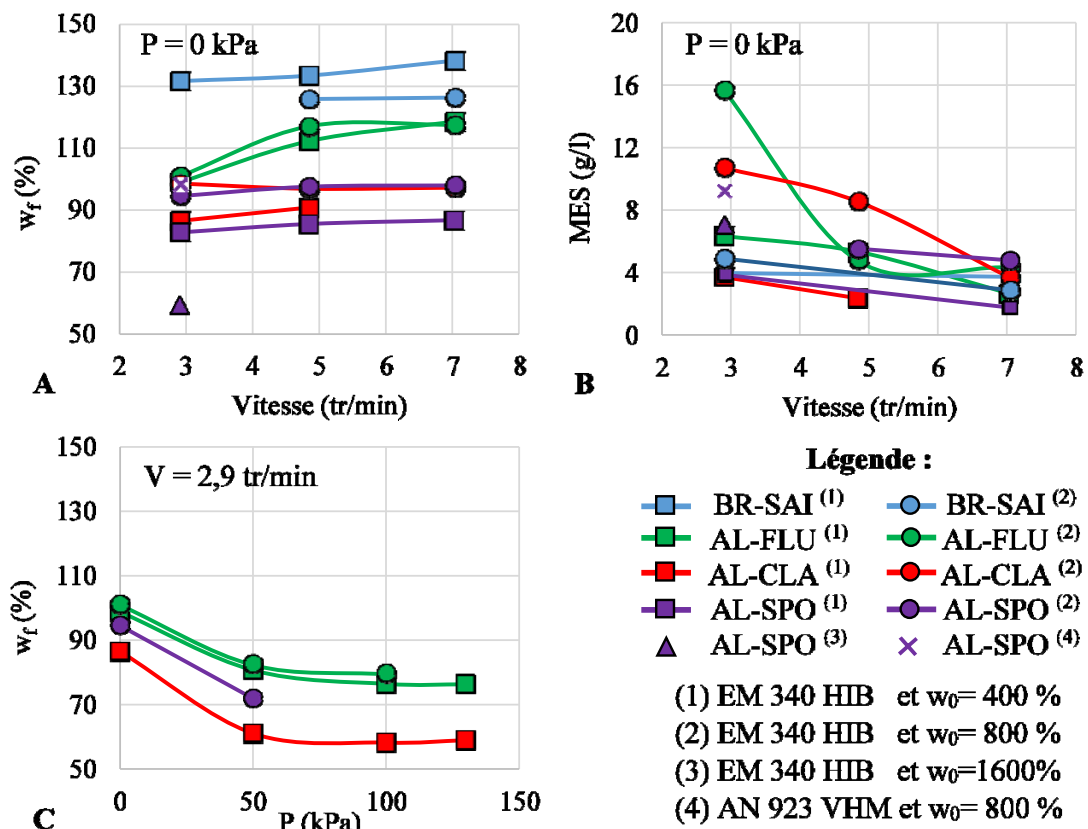 P = 0 kPa
150
130
110
90
70
50
w_f (%)
2 3 4 5 6 7 8
Vitesse (tr/min)
A
P = 0 kPa
20
16
12
8
4
0
MES (g/l)
2 3 4 5 6 7 8
Vitesse (tr/min)
B
V = 2,9 tr/min
150
130
110
90
70
50
w_f (%)
0 50 100 150
P (kPa)
C
Légende :
BR-SAI (1) BR-SAI (2)
AL-FLU (1) AL-FLU (2)
AL-CLA (1) AL-CLA (2)
AL-SPO (1) AL-SPO (2)
AL-SPO (3) AL-SPO (4)
(1) EM 340 HIB et w₀= 400 %
(2) EM 340 HIB et w₀= 800 %
(3) EM 340 HIB et w₀=1600%
(4) AN 923 VHM et w₀= 800 %